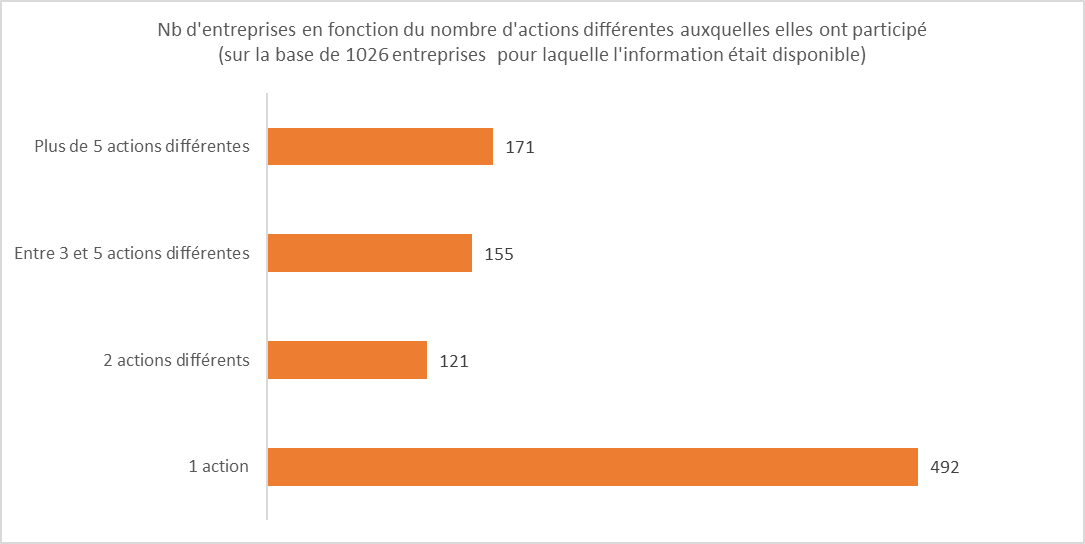 Nb d'entreprises en fonction du nombre d'actions différentes auxquelles elles ont participé
(sur la base de 1026 entreprises pour laquelle l'information était disponible)
Plus de 5 actions différentes 171
Entre 3 et 5 actions différentes 155
2 actions différents 121
1 action 492